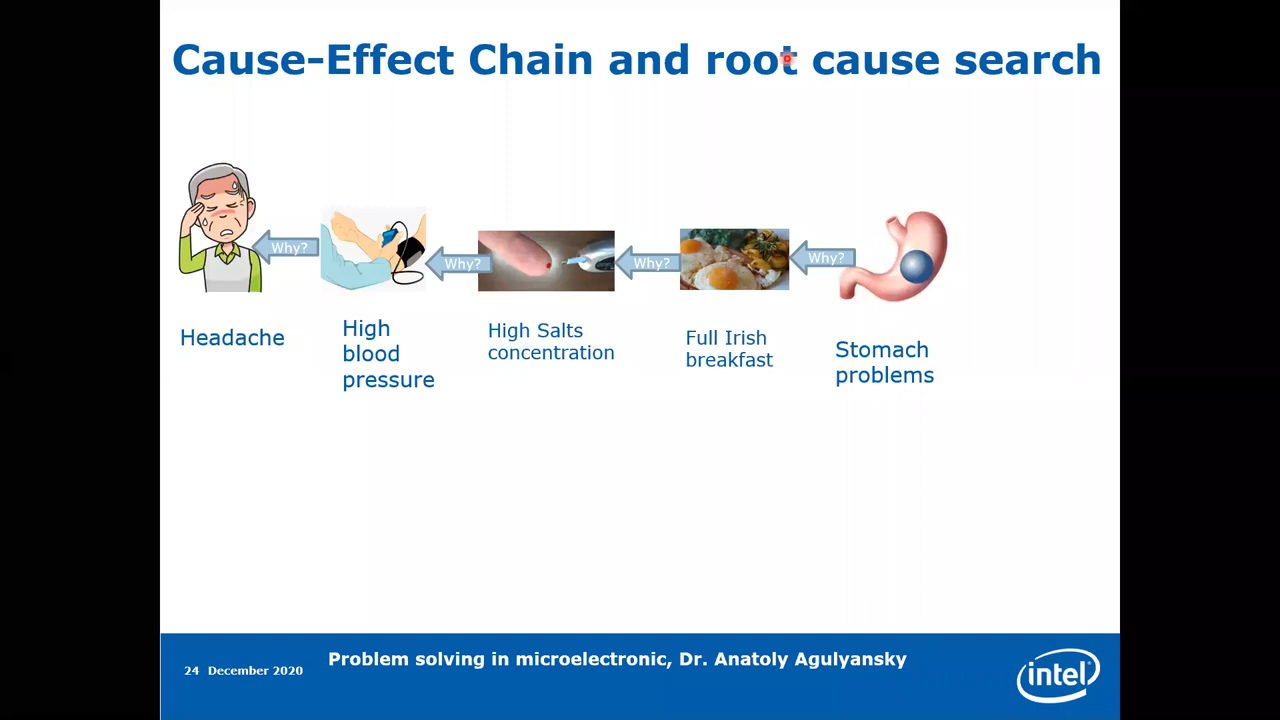 Cause-Effect Chain and root cause search
Why?
Why?
Why?
Why?
Headache
High
blood
pressure
High Salts
concentration
Full Irish
breakfast
Stomach
problems
24 December 2020
Problem solving in microelectronic, Dr. Anatoly Agulyansky
intel